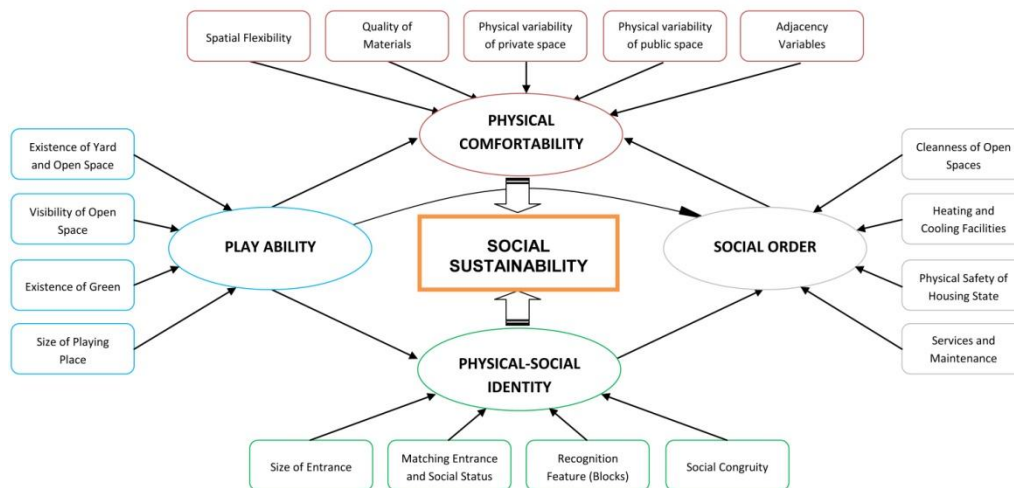 Spatial Flexibility
Quality of
Materials
Physical variability
of private space
Physical variability
of public space
Adjacency
Variables
PHYSICAL
COMFORTABILITY
Existence of Yard
and Open Space
Visibility of Open
Space
Existence of Green
Size of Playing
Place
PLAY ABILITY
SOCIAL
SUSTAINABILITY
SOCIAL ORDER
Cleanness of Open
Spaces
Heating and
Cooling Facilities
Physical Safety of
Housing State
Services and
Maintenance
PHYSICAL-SOCIAL
IDENTITY
Size of Entrance
Matching Entrance
and Social Status
Recognition
Feature (Blocks)
Social Congruity